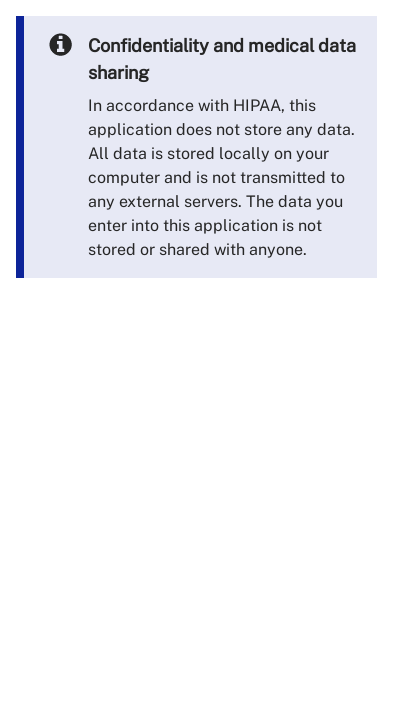 Confidentiality and medical data
sharing
In accordance with HIPAA, this
application does not store any data.
All data is stored locally on your
computer and is not transmitted to
any external servers. The data you
enter into this application is not
stored or shared with anyone.